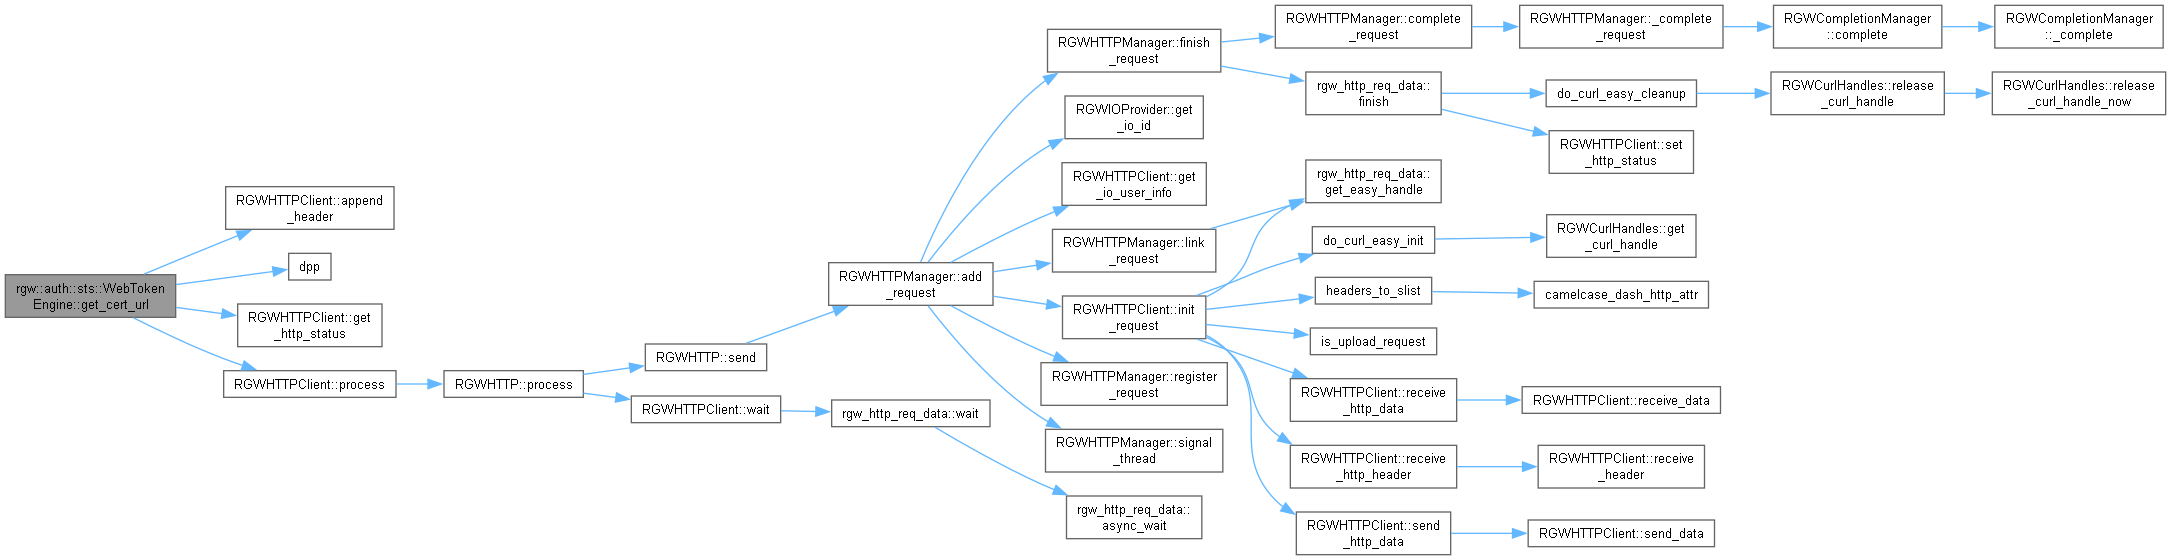 rgw::auth::sts::WebToken
Engine::get_cert_url
RGWHTTPClient::append
_header
dpp
RGWHTTPClient::get
_http_status
RGWHTTPClient::process
RGWHTTP::process
RGWHTTP::send
RGWHTTPClient::wait
RGWHTTPManager::add
_request
rgw_http_req_data::wait
RGWHTTPManager::finish
_request
RGWIOProvider::get
_io_id
RGWHTTPClient::get
_io_user_info
RGWHTTPManager::link
_request
RGWHTTPClient::init
_request
RGWHTTPManager::register
_request
RGWHTTPManager::signal
_thread
rgw_http_req_data::
async_wait
RGWHTTPManager::complete
_request
rgw_http_req_data::
finish
rgw_http_req_data::
get_easy_handle
do_curl_easy_init
headers_to_slist
is_upload_request
RGWHTTPClient::receive
_http_data
RGWHTTPClient::receive
_http_header
RGWHTTPClient::send
_http_data
RGWHTTPManager::_complete
_request
do_curl_easy_cleanup
RGWHTTPClient::set
_http_status
RGWCurlHandles::get
_curl_handle
camelcase_dash_http_attr
RGWHTTPClient::receive_data
RGWHTTPClient::receive
_header
RGWHTTPClient::send_data
RGWCompletionManager
::complete
RGWCurlHandles::release
_curl_handle
RGWCompletionManager
::_complete
RGWCurlHandles::release
_curl_handle_now